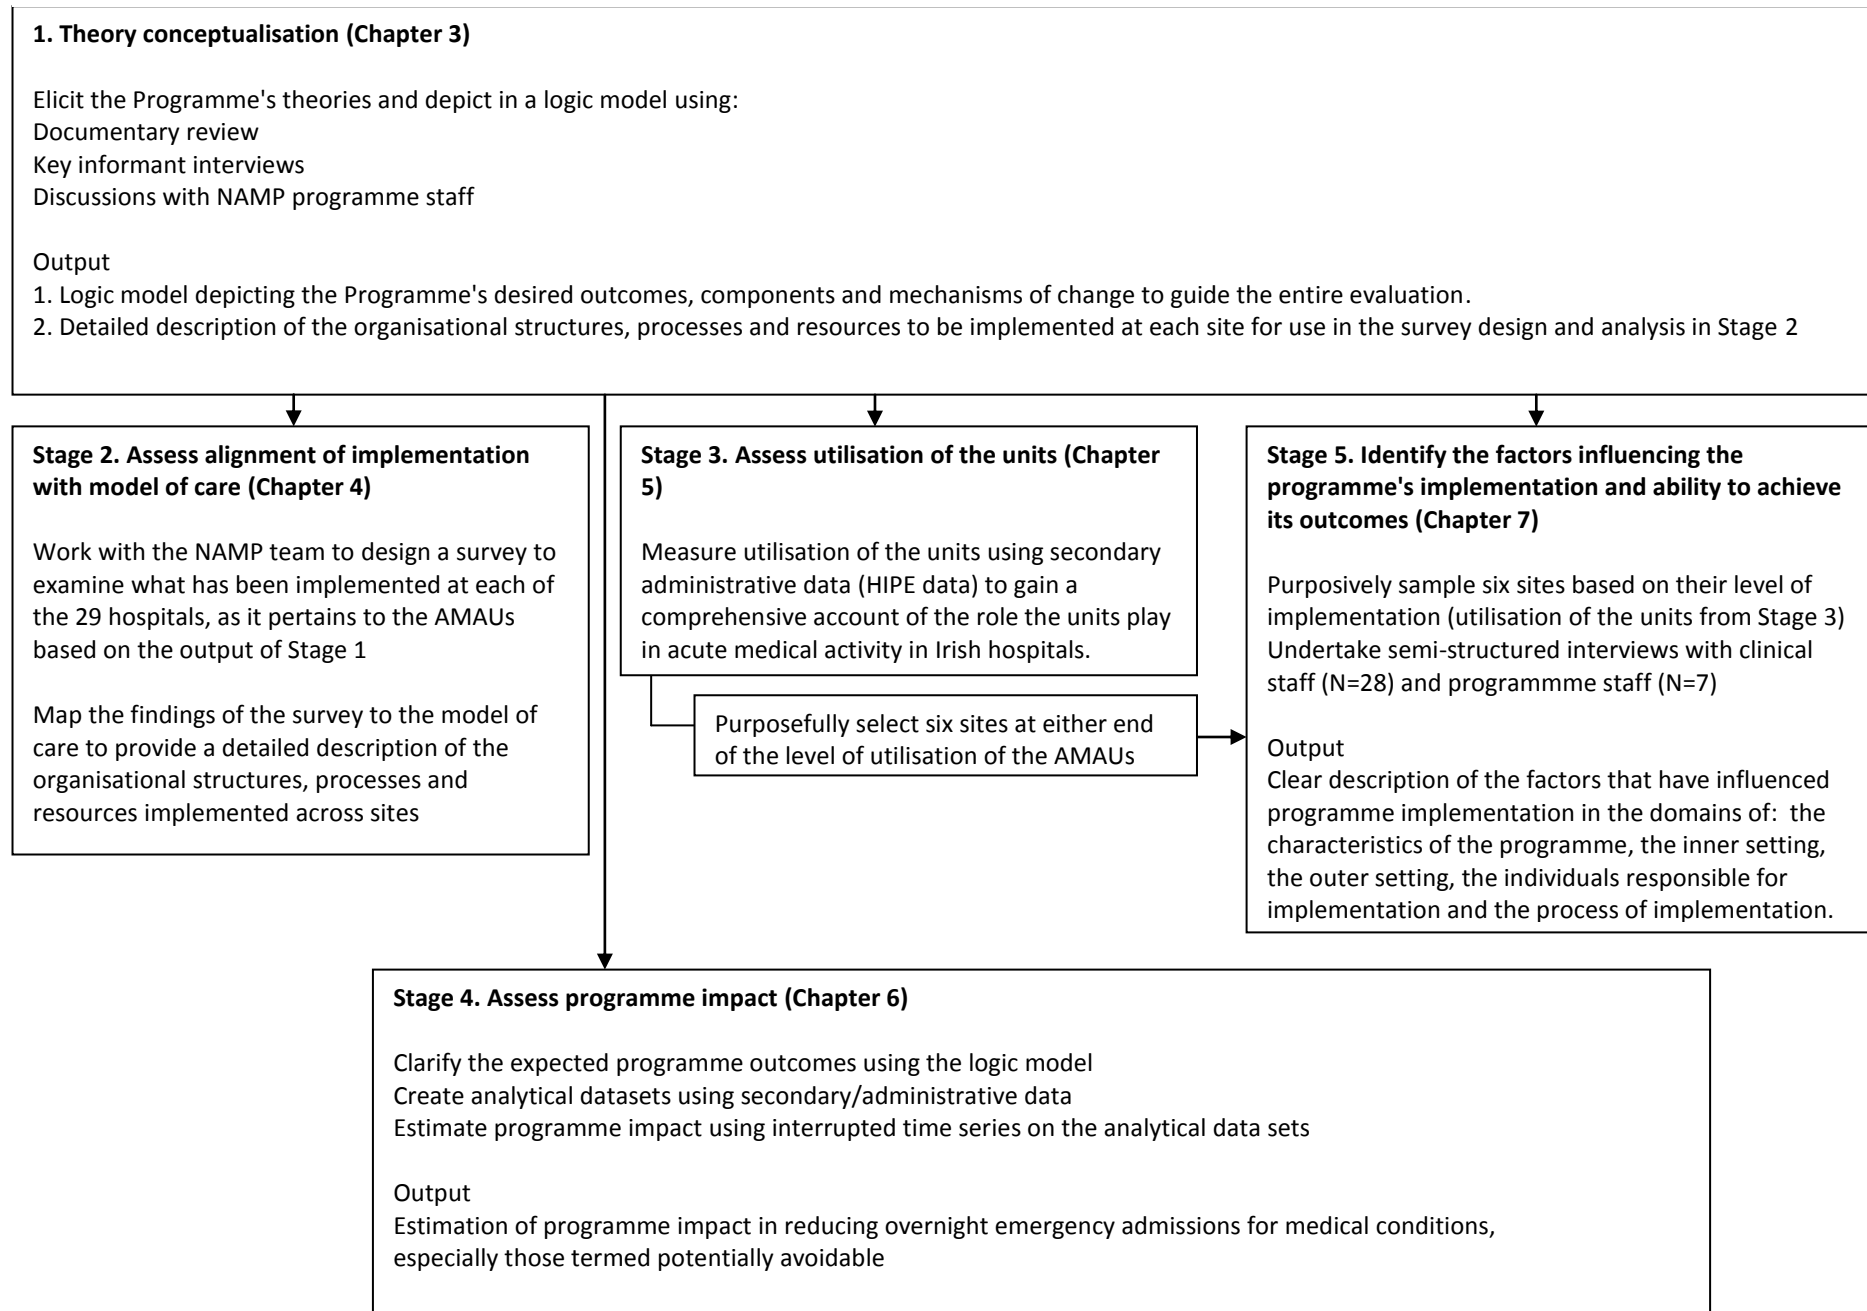 1. Theory conceptualisation (Chapter 3)
Elicit the Programme's theories and depict in a logic model using:
Documentary review
Key informant interviews
Discussions with NAMP programme staff
Output
1. Logic model depicting the Programme's desired outcomes, components and mechanisms of change to guide the entire evaluation.
2. Detailed description of the organisational structures, processes and resources to be implemented at each site for use in the survey design and analysis in Stage 2
Stage 2. Assess alignment of implementation
with model of care (Chapter 4)
Work with the NAMP team to design a survey to
examine what has been implemented at each of
the 29 hospitals, as it pertains to the AMAUs
based on the output of Stage 1
Map the findings of the survey to the model of
care to provide a detailed description of the
organisational structures, processes and
resources implemented across sites
Stage 3. Assess utilisation of the units (Chapter
5)
Measure utilisation of the units using secondary
administrative data (HIPE data) to gain a
comprehensive account of the role the units play
in acute medical activity in Irish hospitals.
Purposefully select six sites at either end
of the level of utilisation of the AMAUs
Stage 5. Identify the factors influencing the
programme's implementation and ability to achieve
its outcomes (Chapter 7)
Purposively sample six sites based on their level of
implementation (utilisation of the units from Stage 3)
Undertake semi-structured interviews with clinical
staff (N=28) and programmme staff (N=7)
Output
Clear description of the factors that have influenced
programme implementation in the domains of:  the
characteristics of the programme, the inner setting,
the outer setting, the individuals responsible for
implementation and the process of implementation.
Stage 4. Assess programme impact (Chapter 6)
Clarify the expected programme outcomes using the logic model
Create analytical datasets using secondary/administrative data
Estimate programme impact using interrupted time series on the analytical data sets
Output
Estimation of programme impact in reducing overnight emergency admissions for medical conditions,
especially those termed potentially avoidable